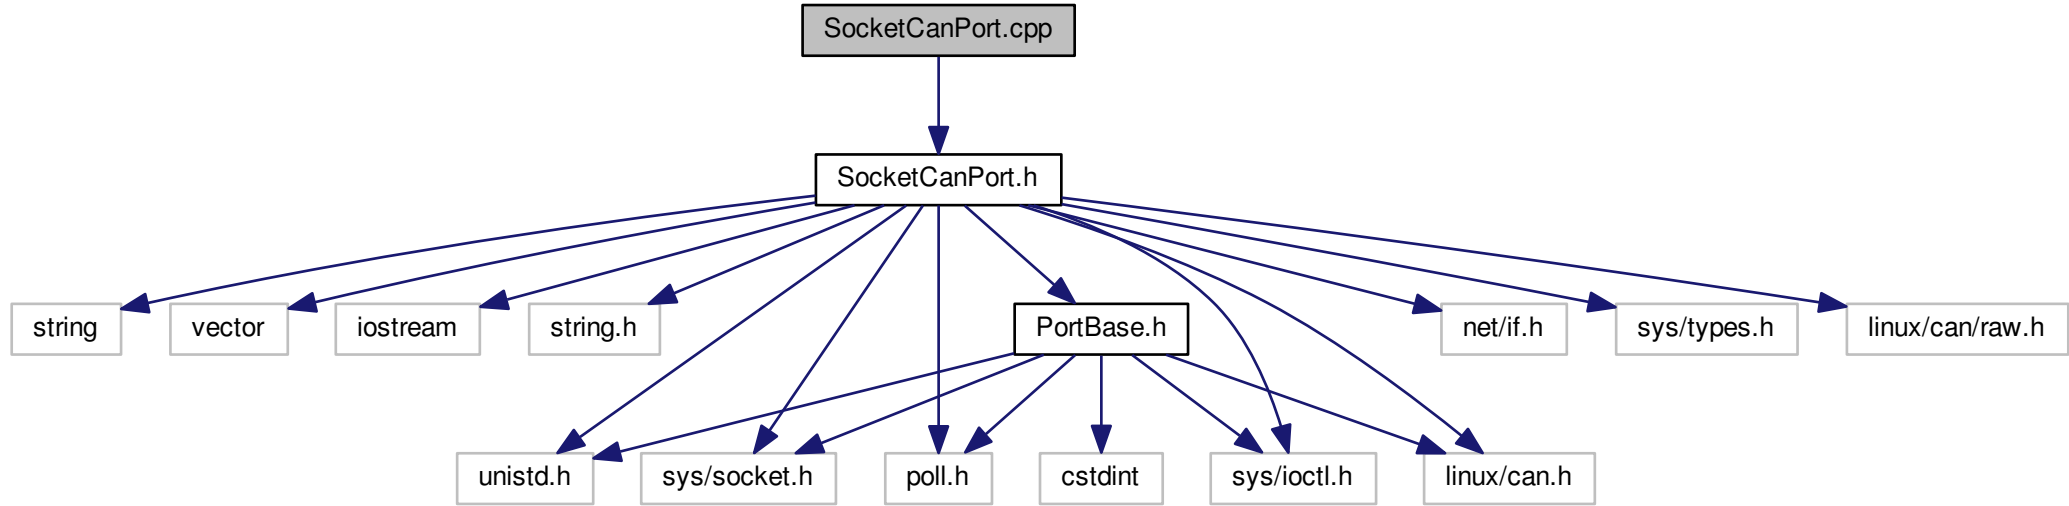 SocketCanPort.cpp
SocketCanPort.h
string
vector
iostream
string.h
PortBase.h
net/if.h
sys/types.h
linux/can/raw.h
unistd.h
sys/socket.h
poll.h
cstdint
sys/ioctl.h
linux/can.h